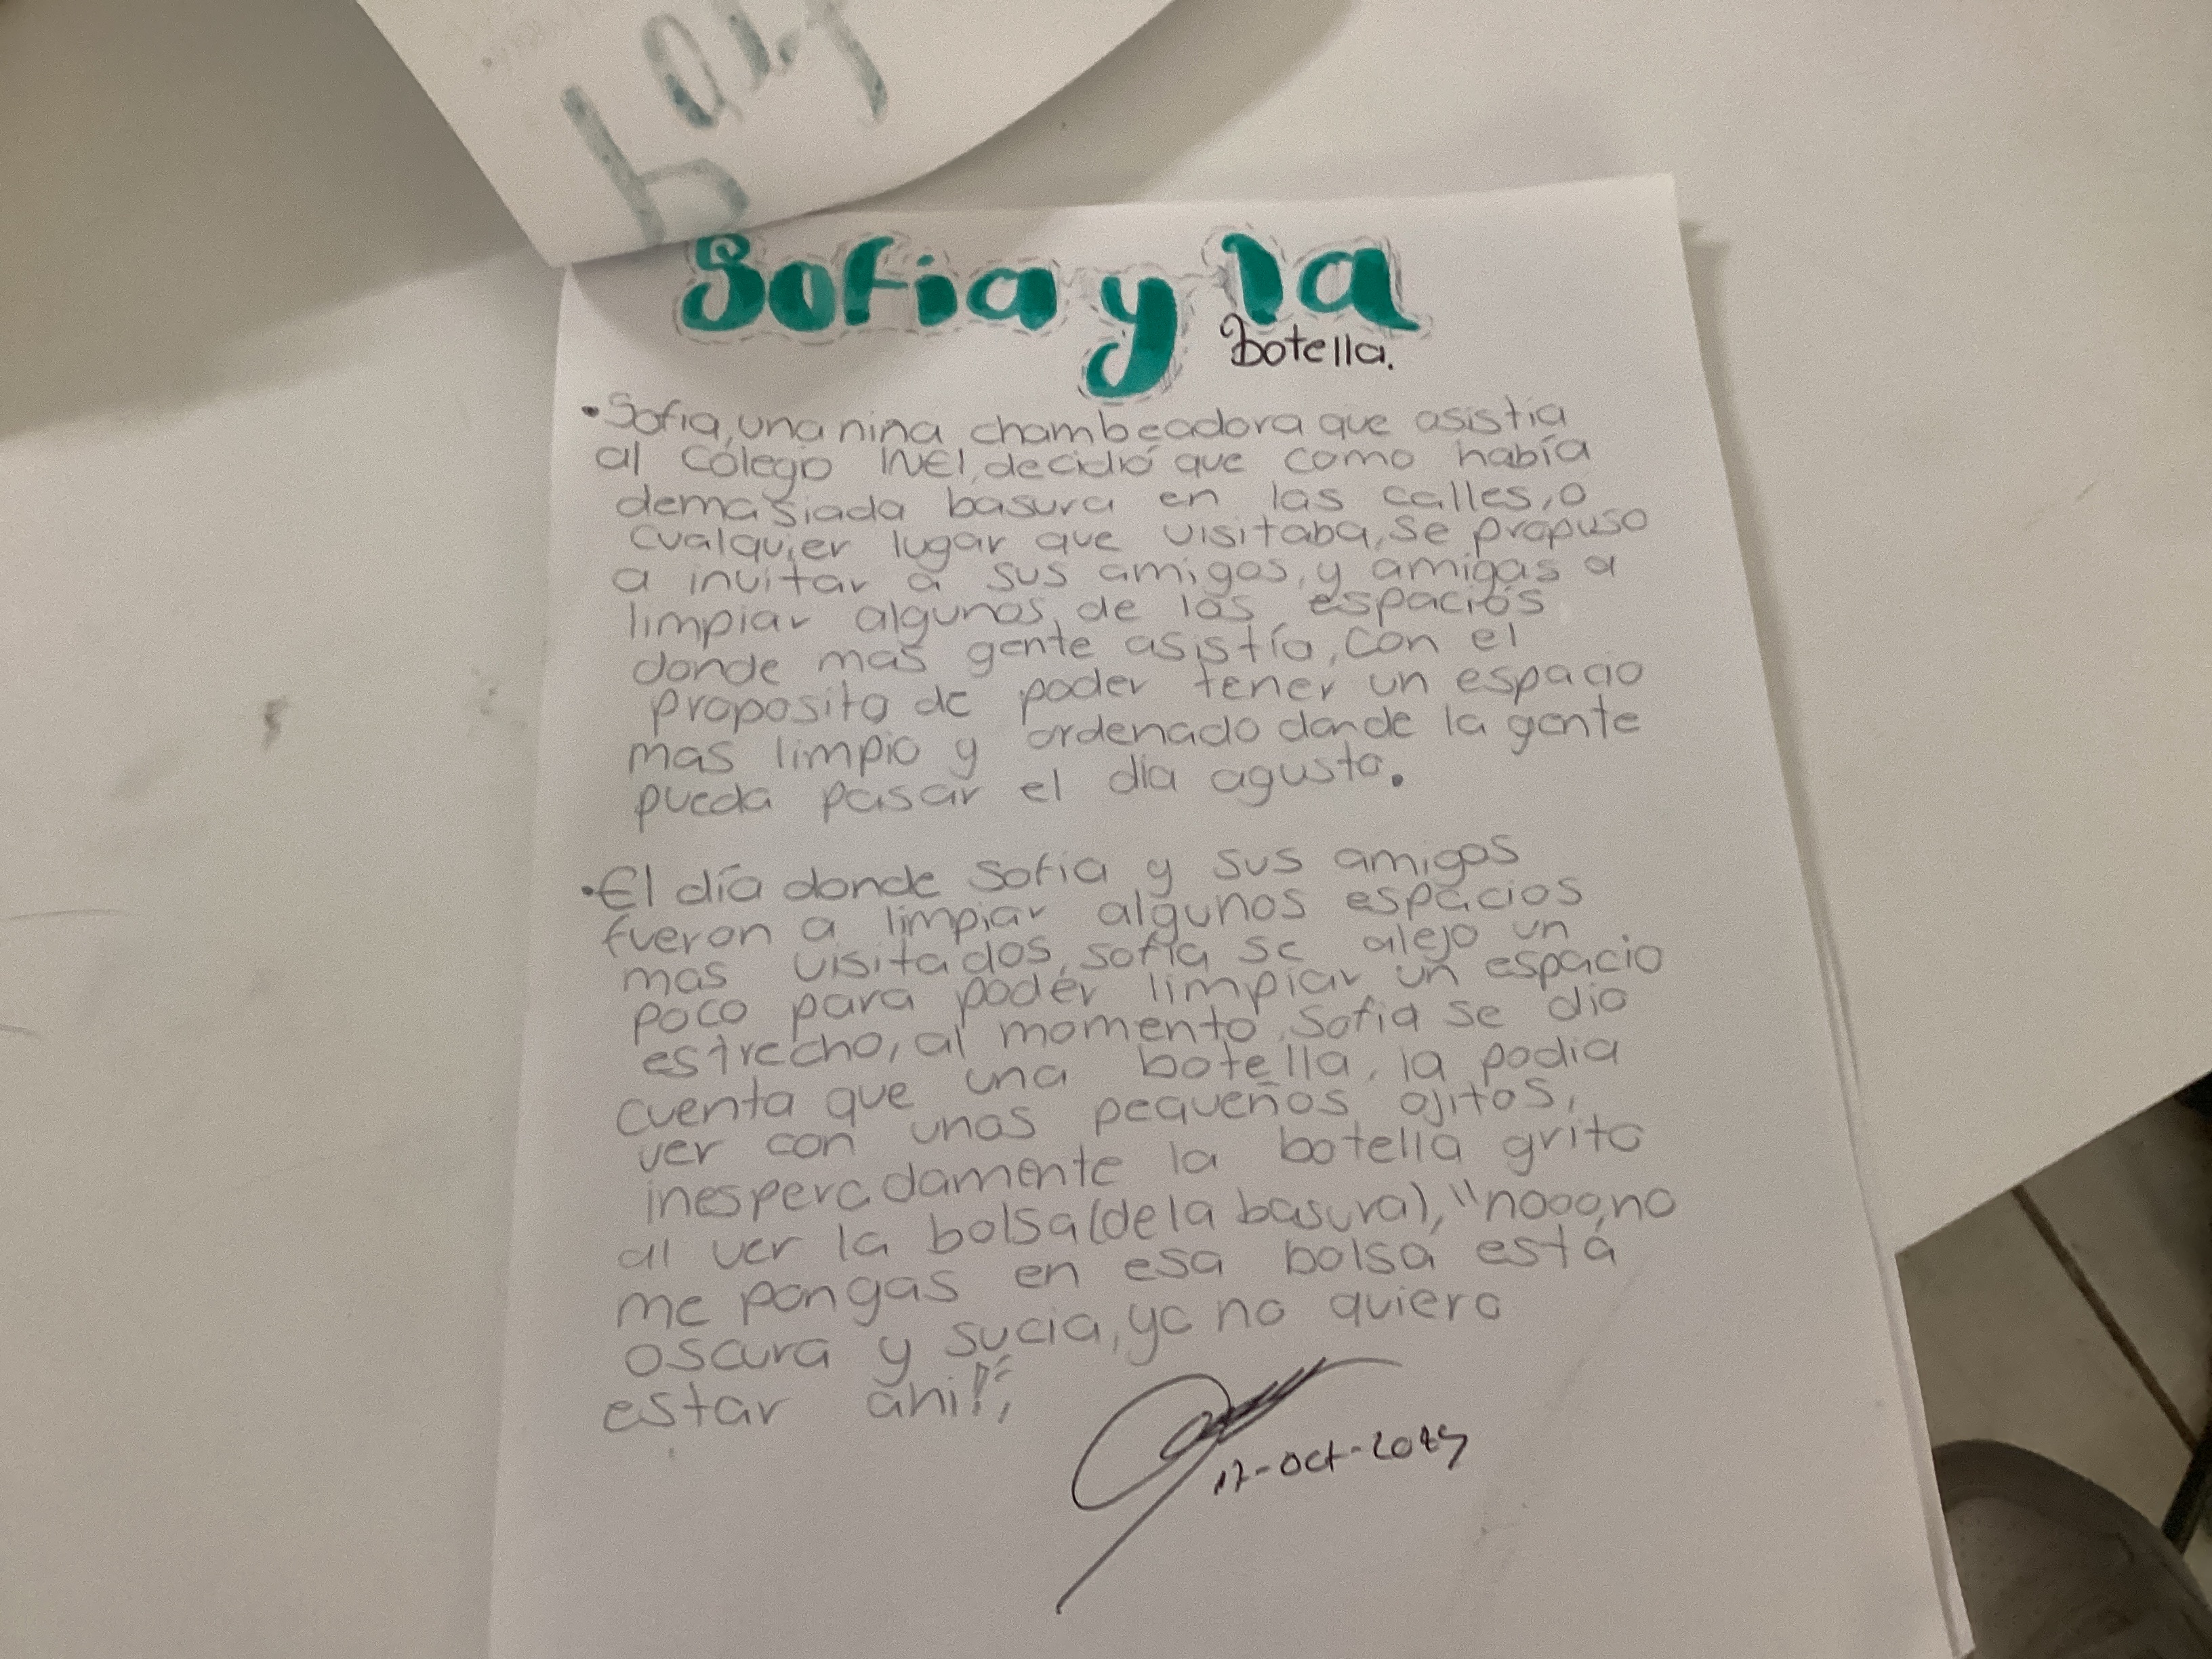 Sofia y la
botella.
• Sofia, una nina chambeadora que asistia
al Colegio INEI, decidió que como había
demasiada basura en las calles, o
cualquier lugar que visitaba, se propuso
a invitar a sus amigos, y amigas a
limpiar algunos de los espacios
donde mas gente asistía, con el
proposito de poder tener un espacio
mas limpio y ordenado donde la gente
pueda pasar el día agusto.
• El día donde Sofia y sus amigos
fueron a limpiar algunos espacios
mas visitados, sofia se alejo un
poco para poder limpiar un espacio
estrecho, al momento, Sofia se dio
cuenta que una botella, la podia
ver con unos pequeños ojitos,
inesperadamente la botella grito
al ver la bolsa (de la basura), "nooo, no
me pongas en esa bolsa está
oscura y sucia, ya no quiero
estar ahi!",
17-oct-